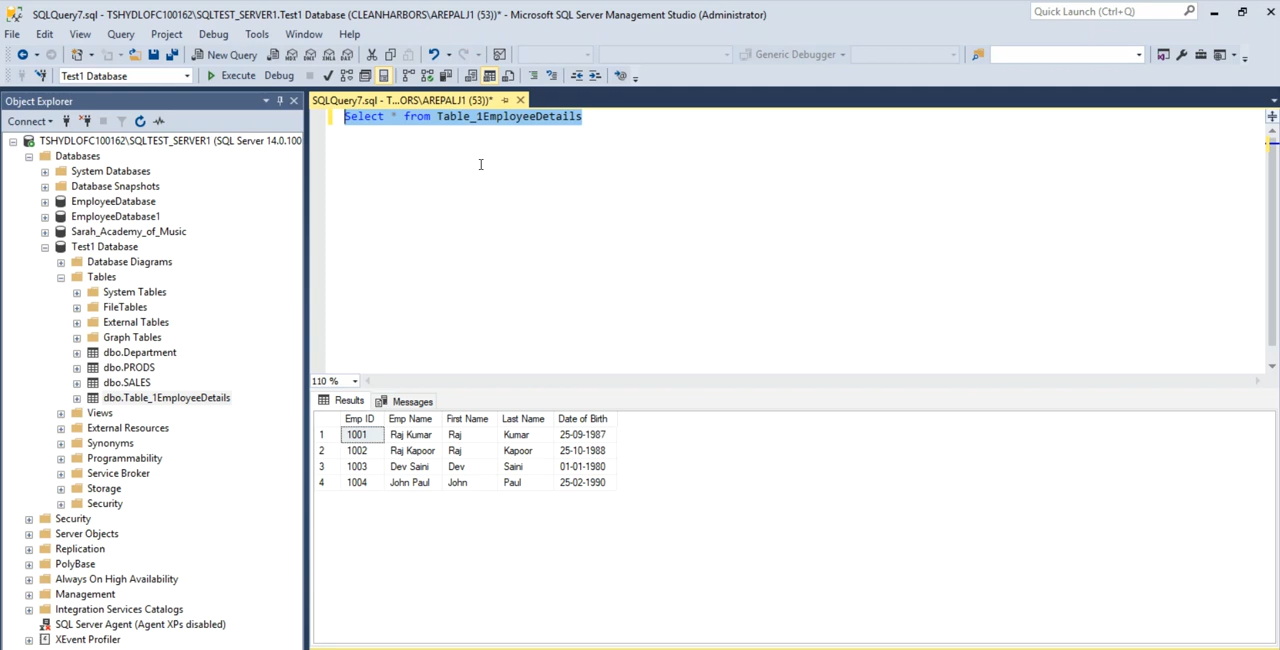 SQLQuery7.sql - TSHYDLOFC100162\SQLTEST_SERVER1.Test1 Database (CLEANHARBORS\AREPALJ1 (53))* - Microsoft SQL Server Management Studio (Administrator)
Quick Launch (Ctrl+Q)
File Edit View Query Project Debug Tools Window Help
New Query
Generic Debugger
Test1 Database
Execute Debug
Object Explorer
SQLQuery7.sql - T...ORS\AREPALJ1 (53))*
Connect
Select * from Table_1EmployeeDetails
TSHYDLOFC100162\SQLTEST_SERVER1 (SQL Server 14.0.100
Databases
System Databases
Database Snapshots
EmployeeDatabase
EmployeeDatabase1
Sarah_Academy_of_Music
Test1 Database
Database Diagrams
Tables
System Tables
FileTables
External Tables
Graph Tables
dbo.Department
dbo.PRODS
dbo.SALES
dbo.Table_1EmployeeDetails
Views
External Resources
Synonyms
Programmability
Service Broker
Storage
Security
Security
Server Objects
Replication
PolyBase
Always On High Availability
Management
Integration Services Catalogs
SQL Server Agent (Agent XPs disabled)
XEvent Profiler
110 %
Results Messages
Emp ID Emp Name First Name Last Name Date of Birth
1 1001 Raj Kumar Raj Kumar 25-09-1987
2 1002 Raj Kapoor Raj Kapoor 25-10-1988
3 1003 Dev Saini Dev Saini 01-01-1980
4 1004 John Paul John Paul 25-02-1990